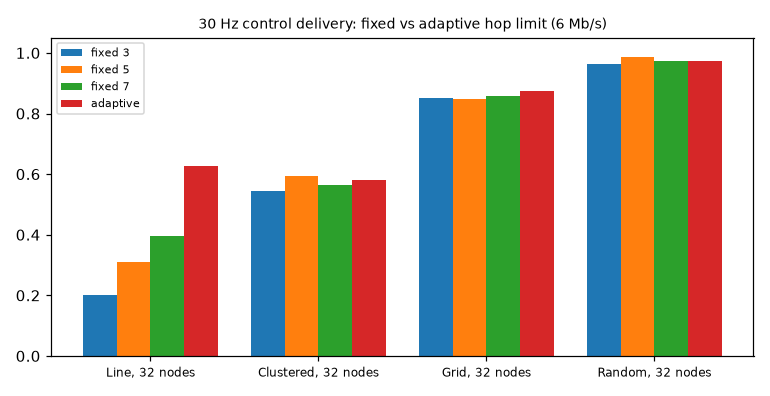 30 Hz control delivery: fixed vs adaptive hop limit (6 Mb/s)
fixed 3
fixed 5
fixed 7
adaptive
1.0
0.8
0.6
0.4
0.2
0.0
Line, 32 nodes
Clustered, 32 nodes
Grid, 32 nodes
Random, 32 nodes